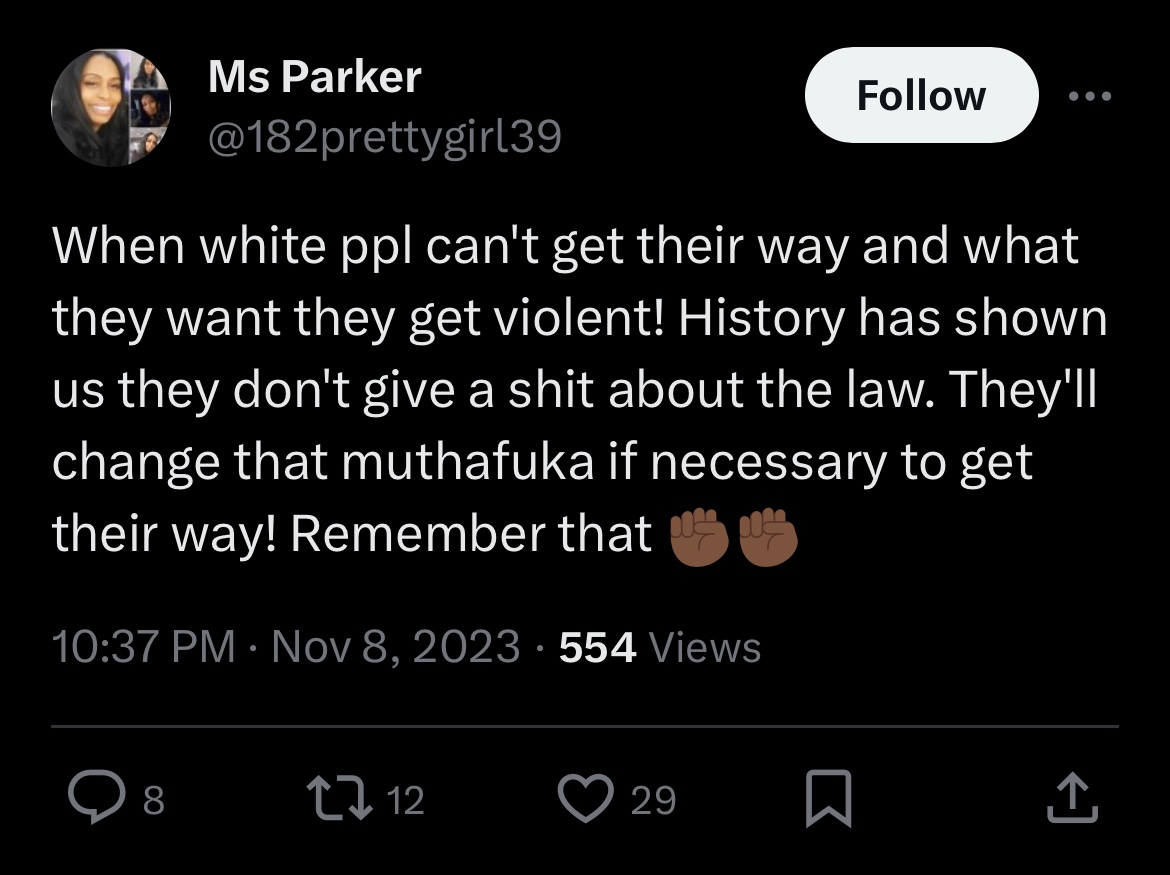 Ms Parker
Follow
@182prettygirl39
When white ppl can't get their way and what
they want they get violent! History has shown
us they don't give a shit about the law. They'll
change that muthafuka if necessary to get
their way! Remember that ✊🏾✊🏾
10:37 PM · Nov 8, 2023 · 554 Views
8 12 29